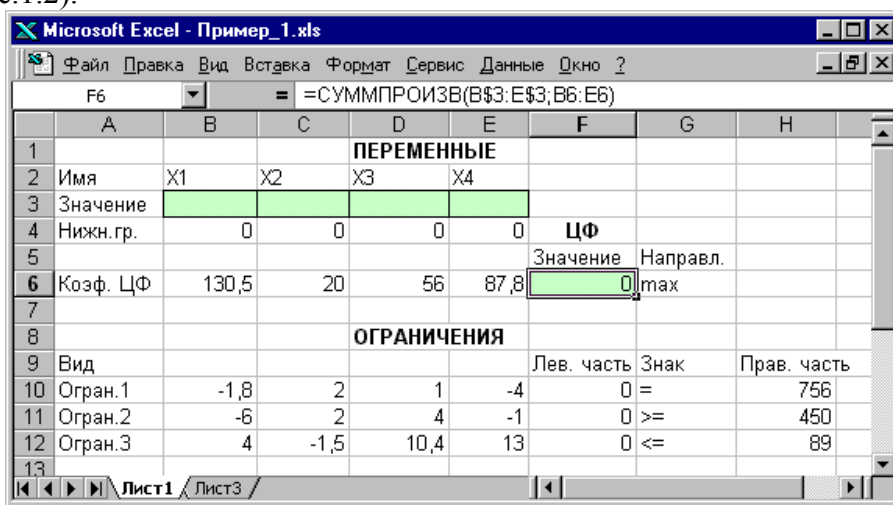 Microsoft Excel - Пример_1.xls
Файл Правка Вид Вставка Формат Сервис Данные Окно ?
F6 = =СУММПРОИЗВ(B$3:E$3;B6:E6)
A B C D E F G H
1 ПЕРЕМЕННЫЕ
2 Имя X1 X2 X3 X4
3 Значение
4 Нижн.гр. 0 0 0 0 ЦФ
5 Значение Направл.
6 Коэф. ЦФ 130,5 20 56 87,8 0 max
7
8 ОГРАНИЧЕНИЯ
9 Вид Лев. часть Знак Прав. часть
10 Огран.1 -1,8 2 1 -4 0 = 756
11 Огран.2 -6 2 4 -1 0 >= 450
12 Огран.3 4 -1,5 10,4 13 0 <= 89
13
Лист1 Лист3